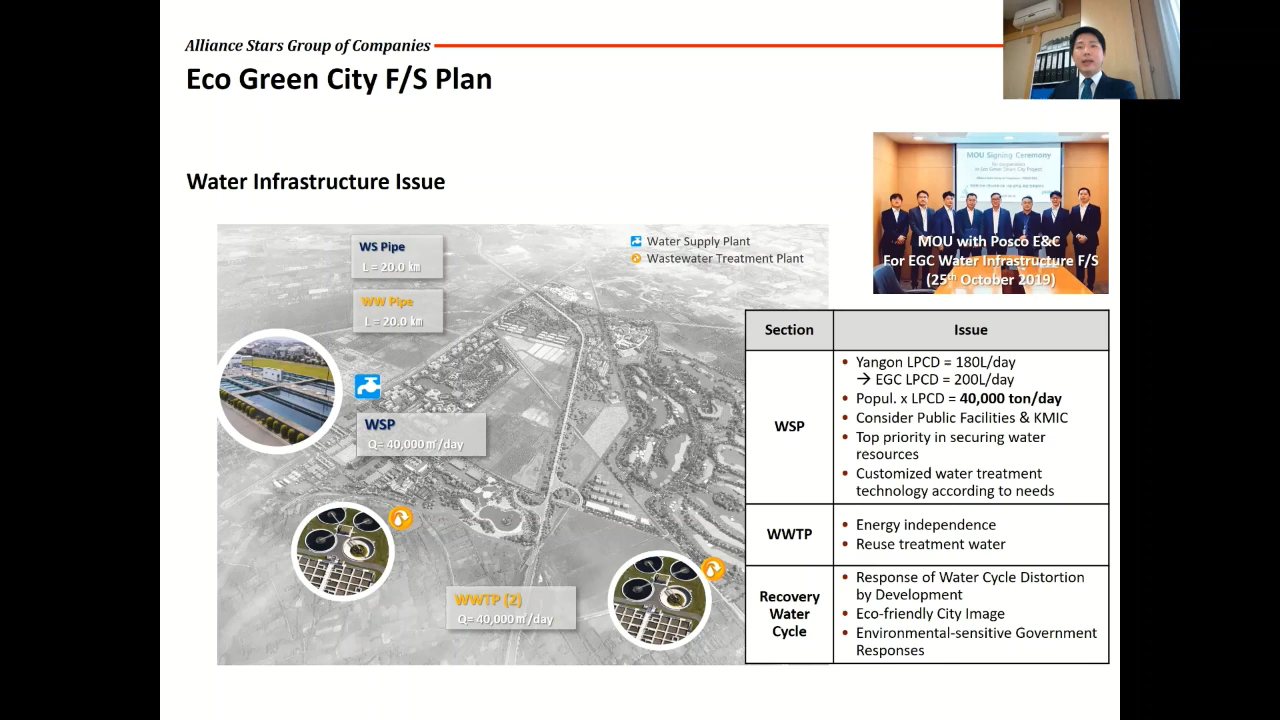 Alliance Stars Group of Companies
Eco Green City F/S Plan
Water Infrastructure Issue
MOU Signing Ceremony
MOU with Posco E&C
For EGC Water Infrastructure F/S
(25th October 2019)
WS Pipe
L = 20.0 ㎞
WW Pipe
L = 20.0 ㎞
Water Supply Plant
Wastewater Treatment Plant
WSP
Q= 40,000㎥/day
WWTP (2)
Q= 40,000㎥/day
Section
Issue
WSP
• Yangon LPCD = 180L/day
→ EGC LPCD = 200L/day
• Popul. x LPCD = 40,000 ton/day
• Consider Public Facilities & KMIC
• Top priority in securing water
resources
• Customized water treatment
technology according to needs
WWTP
• Energy independence
• Reuse treatment water
Recovery
Water
Cycle
• Response of Water Cycle Distortion
by Development
• Eco-friendly City Image
• Environmental-sensitive Government
Responses